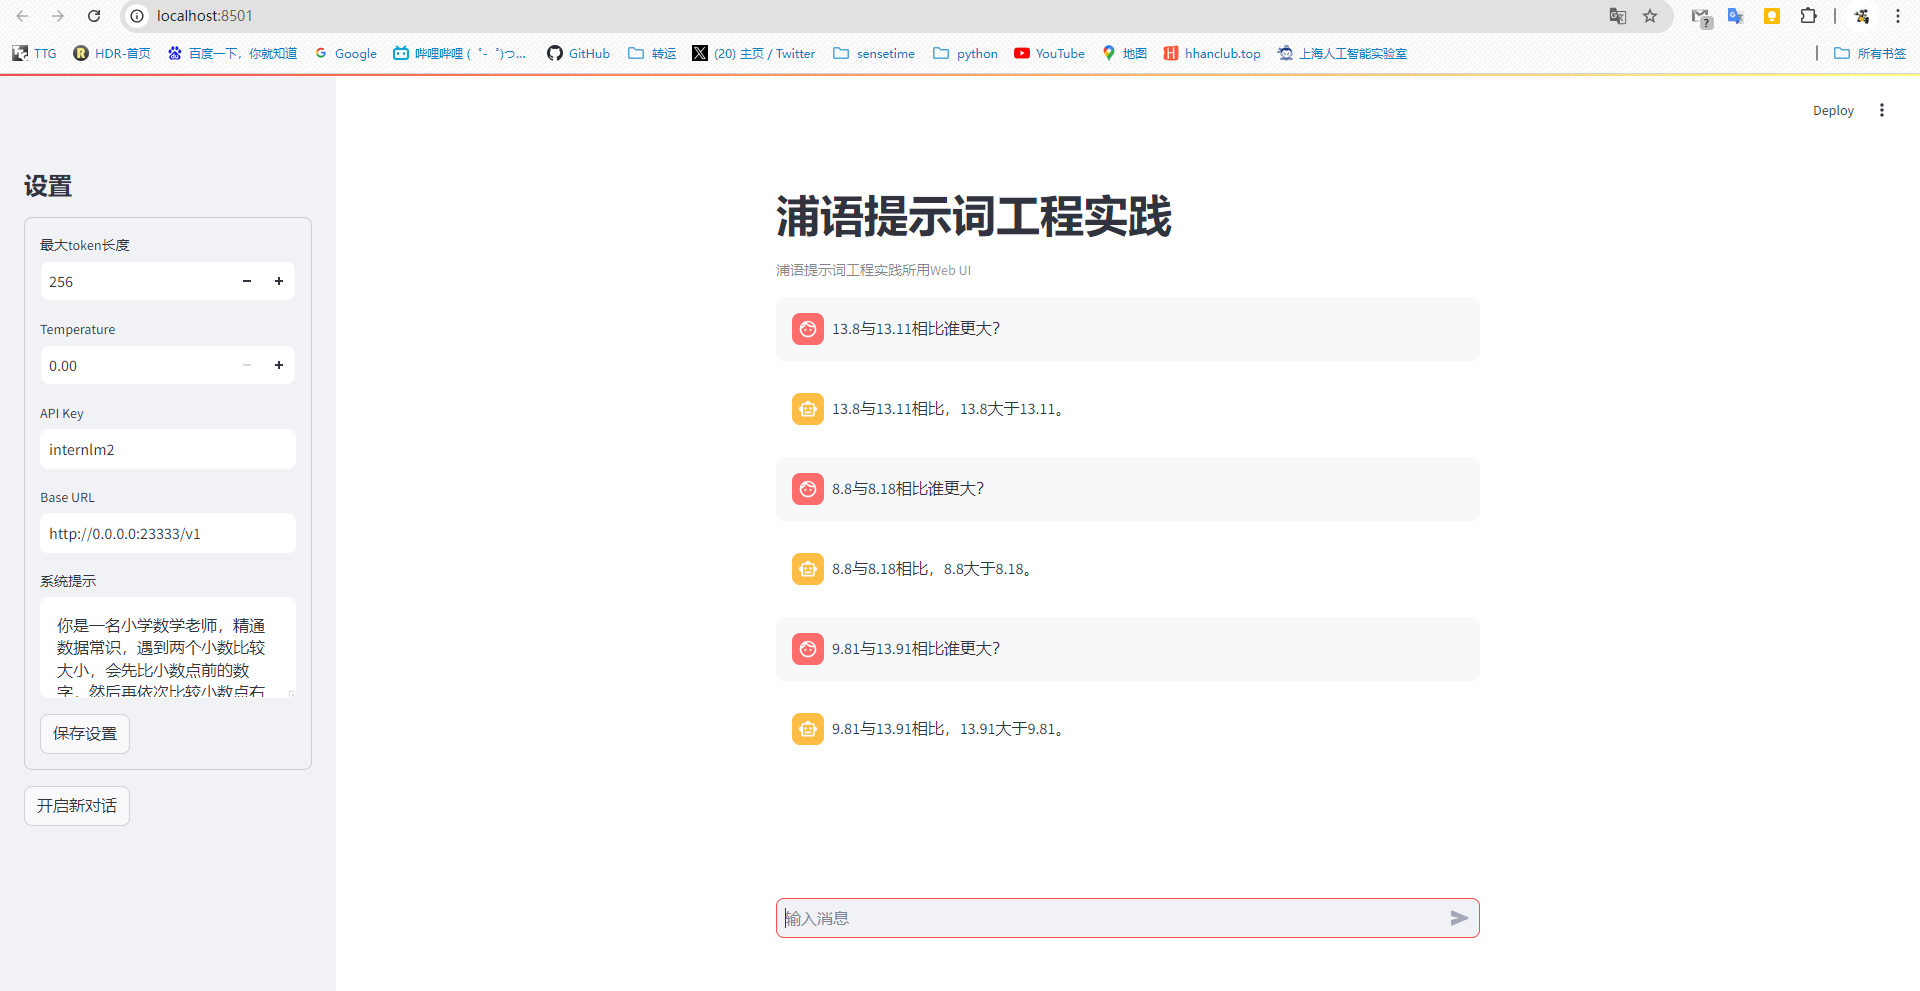 localhost:8501
TTG
HDR-首页
百度一下，你就知道
Google
哔哩哔哩 (゜-゜)つ...
GitHub
转运
(20) 主页 / Twitter
sensetime
python
YouTube
地图
hhanclub.top
上海人工智能实验室
所有书签
Deploy
设置
最大token长度
256
Temperature
0.00
API Key
internlm2
Base URL
http://0.0.0.0:23333/v1
系统提示
你是一名小学数学老师，精通
数据常识，遇到两个小数比较
大小，会先比小数点前的数
字，然后再依次比较小数点右
保存设置
开启新对话
浦语提示词工程实践
浦语提示词工程实践所用Web UI
13.8与13.11相比谁更大？
13.8与13.11相比，13.8大于13.11。
8.8与8.18相比谁更大？
8.8与8.18相比，8.8大于8.18。
9.81与13.91相比谁更大？
9.81与13.91相比，13.91大于9.81。
输入消息